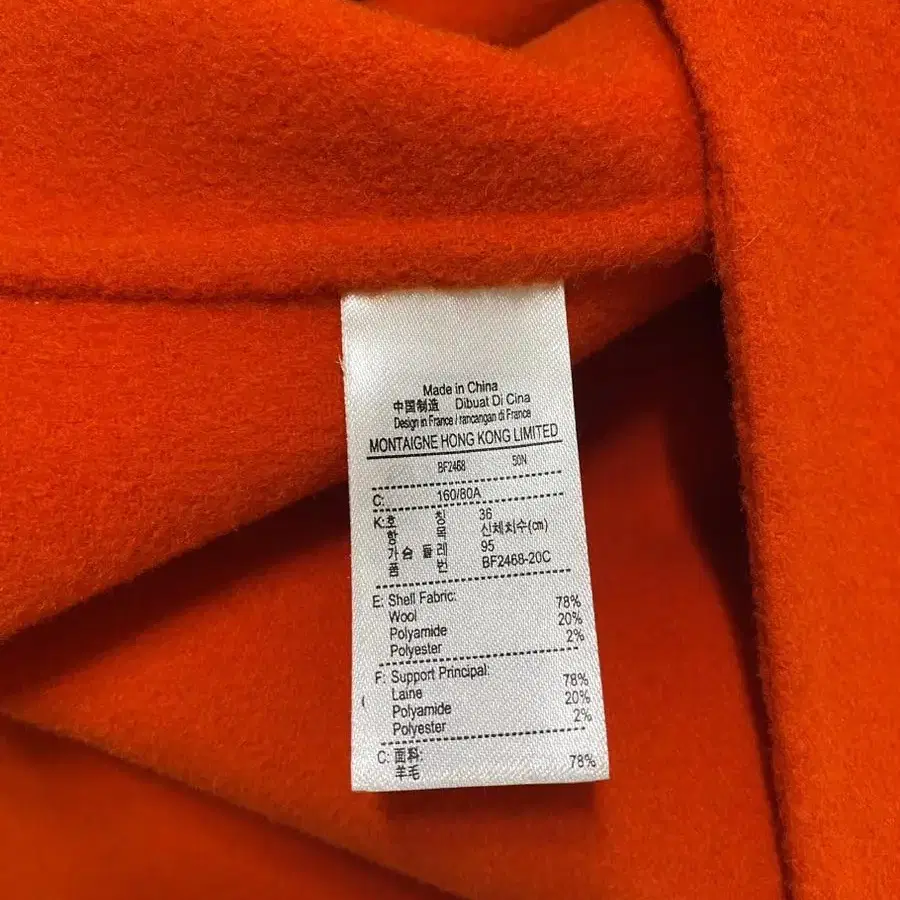 Made in China
中国制造 Dibuat Di Cina
Design in France / rancangan di France
MONTAIGNE HONG KONG LIMITED
BF2468 50N
C: 160/80A
K: 호 칭 36
항 목 신체치수(㎝)
가 슴 둘 레 95
품 번 BF2468-20C
E: Shell Fabric:
Wool 78%
Polyamide 20%
Polyester 2%
F: Support Principal:
Laine 78%
Polyamide 20%
Polyester 2%
C: 面料:
羊毛 78%